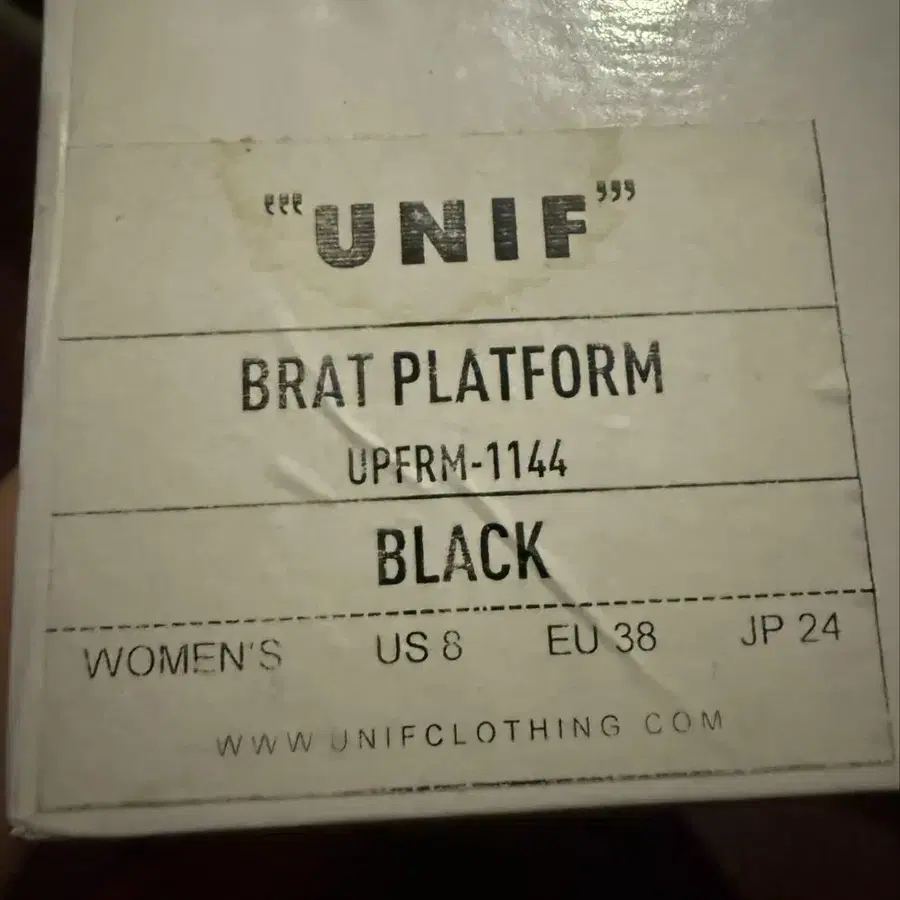 "UNIF"
BRAT PLATFORM
UPFRM-1144
BLACK
WOMEN'S US 8 EU 38 JP 24
WWW UNIFCLOTHING COM